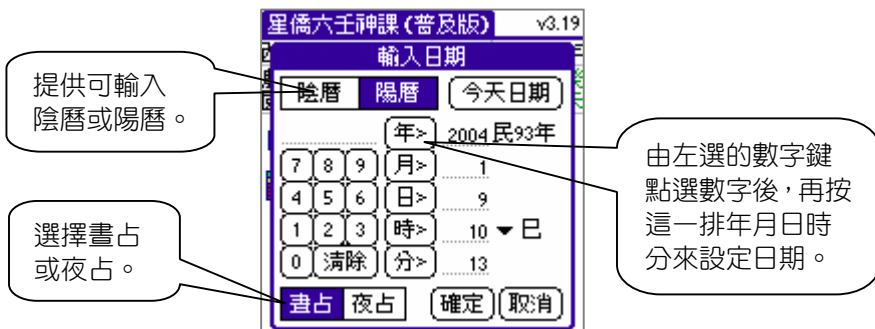 星僑六壬神課(普及版) v3.19
輸入日期
陰曆 陽曆 今天日期
年> 2004 民93年
7 8 9 月> 1
4 5 6 日> 9
1 2 3 時> 10 ▼ 巳
0 清除 分> 13
晝占 夜占 確定 取消
提供可輸入
陰曆或陽曆。
選擇晝占
或夜占。
由左選的數字鍵
點選數字後，再按
這一排年月日時
分來設定日期。